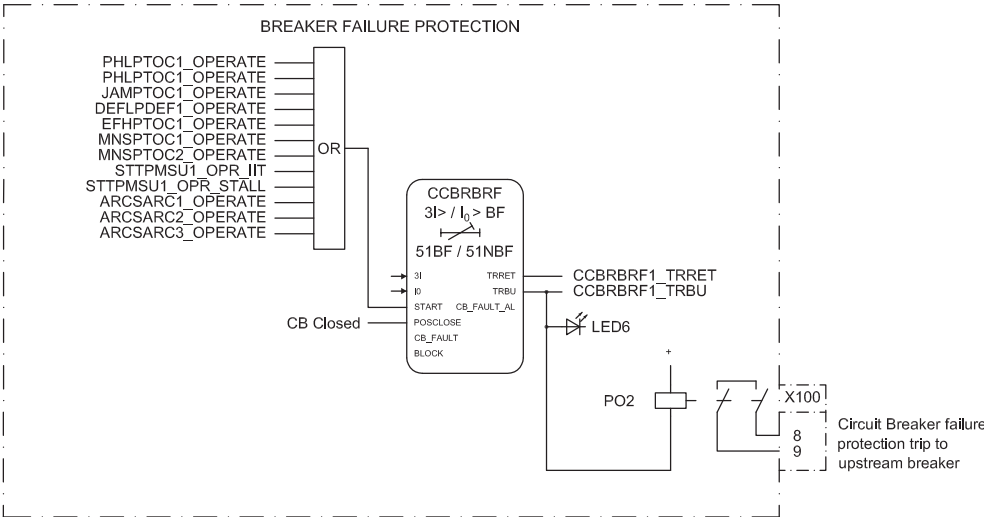 BREAKER FAILURE PROTECTION
PHLPTOC1_OPERATE
PHLPTOC1_OPERATE
JAMPTOC1_OPERATE
DEFLPDEF1_OPERATE
EFHPTOC1_OPERATE
MNSPTOC1_OPERATE
MNSPTOC2_OPERATE
STTPMSU1_OPR_IIT
STTPMSU1_OPR_STALL
ARCSARC1_OPERATE
ARCSARC2_OPERATE
ARCSARC3_OPERATE
OR
CCBRBRF
3I> / I0 > BF
51BF / 51NBF
3I
TRRET
CCBRBRF1_TRRET
I0
TRBU
CCBRBRF1_TRBU
START
CB_FAULT_AL
CB Closed
POSCLOSE
CB_FAULT
BLOCK
LED6
+
PO2
X100
8
9
Circuit Breaker failure
protection trip to
upstream breaker